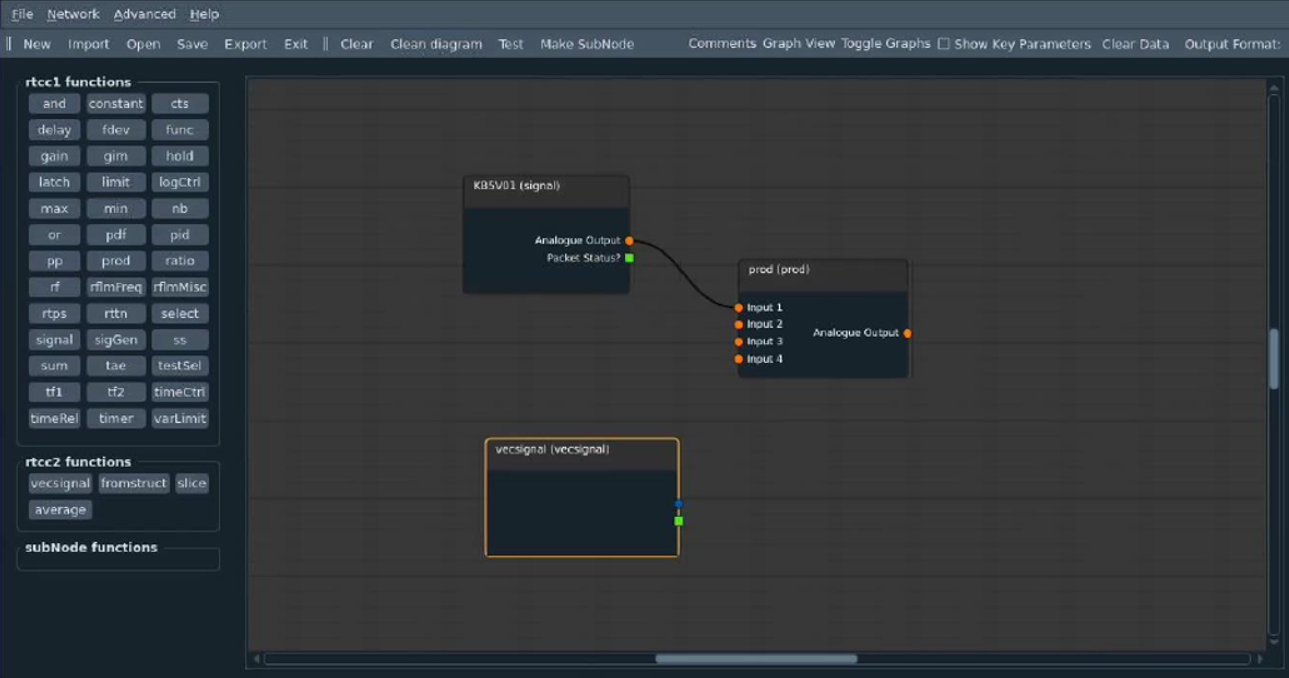 File Network Advanced Help
New Import Open Save Export Exit Clear Clean diagram Test Make SubNode Comments Graph View Toggle Graphs Show Key Parameters Clear Data Output Format:
rtcc1 functions
and constant cts
delay fdev func
gain gim hold
latch limit logCtrl
max min nb
or pdf pid
pp prod ratio
rf rflmFreq rflmMisc
rtps rttn select
signal sigGen ss
sum tae testSel
tf1 tf2 timeCtrl
timeRel timer varLimit
rtcc2 functions
vecsignal fromstruct slice
average
subNode functions
KB5V01 (signal)
Analogue Output
Packet Status?
prod (prod)
Input 1
Input 2
Input 3
Input 4
Analogue Output
vecsignal (vecsignal)